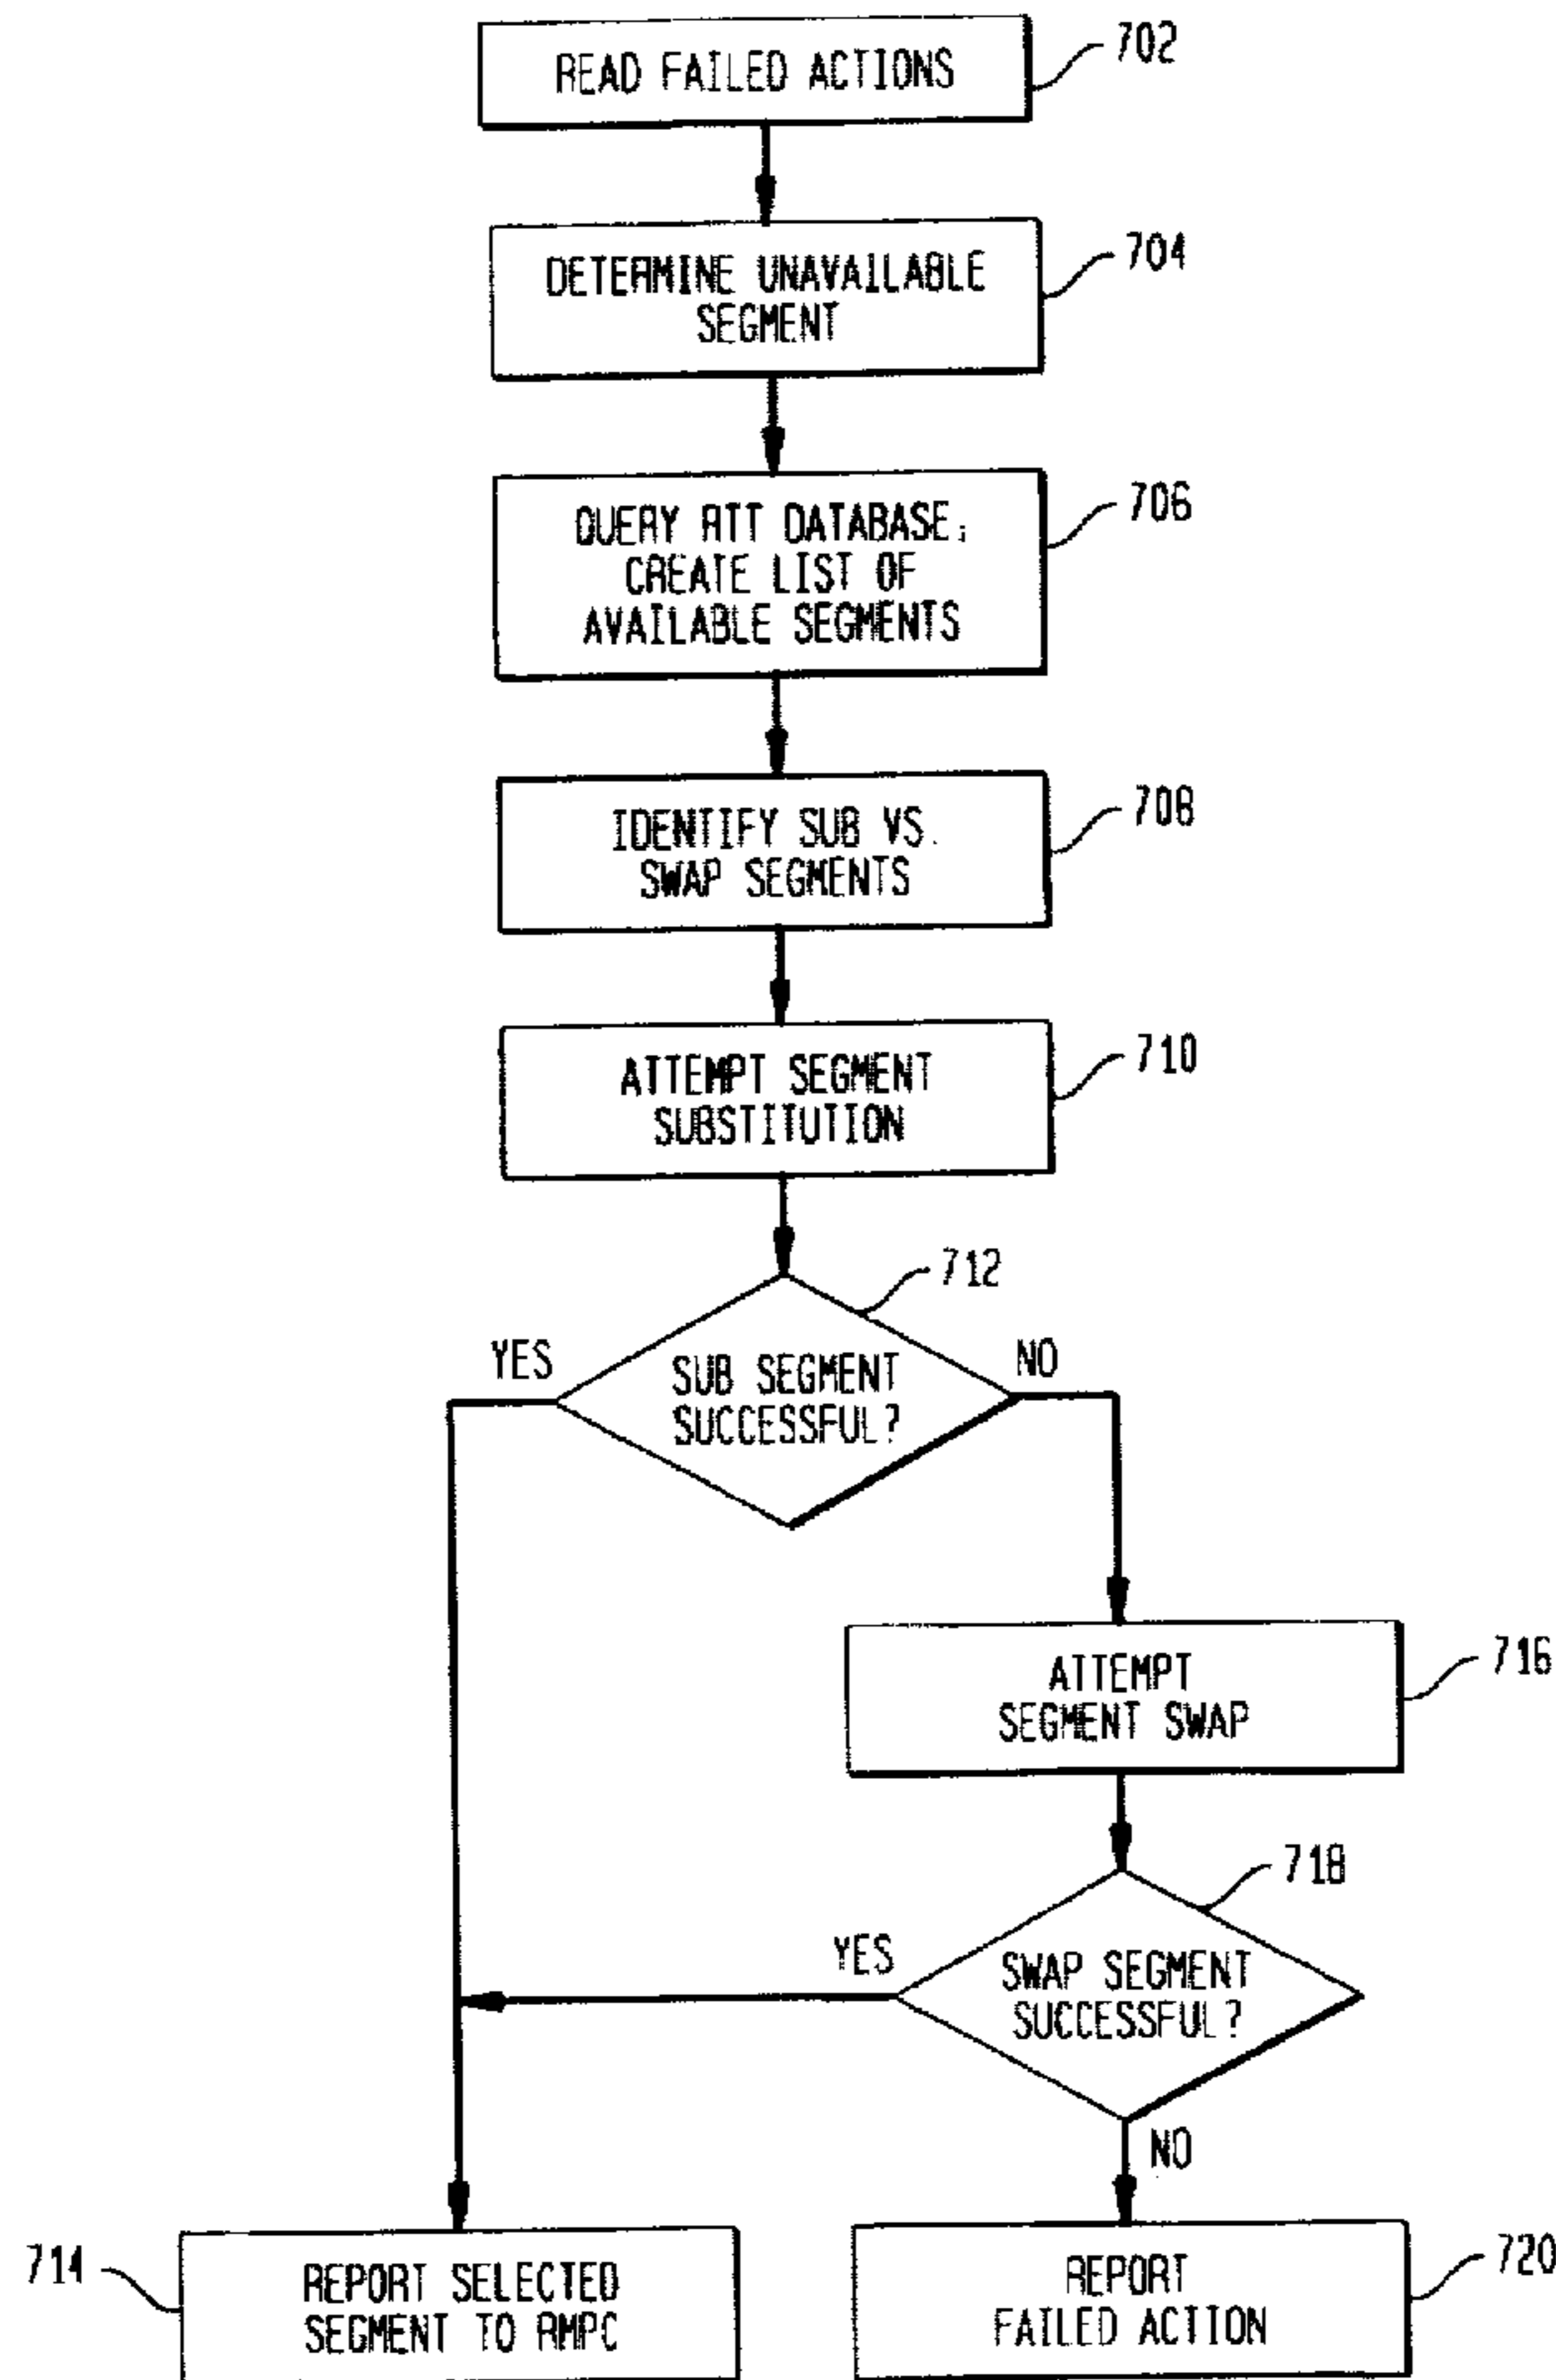 READ FAILED ACTIONS
702
DETERMINE UNAVAILABLE
SEGMENT
704
QUERY RTT DATABASE;
CREATE LIST OF
AVAILABLE SEGMENTS
706
IDENTIFY SUB VS.
SWAP SEGMENTS
708
ATTEMPT SEGMENT
SUBSTITUTION
710
712
YES
NO
SUB SEGMENT
SUCCESSFUL?
ATTEMPT
SEGMENT SWAP
716
718
YES
SWAP SEGMENT
SUCCESSFUL?
NO
714
REPORT SELECTED
SEGMENT TO RMPC
REPORT
FAILED ACTION
720